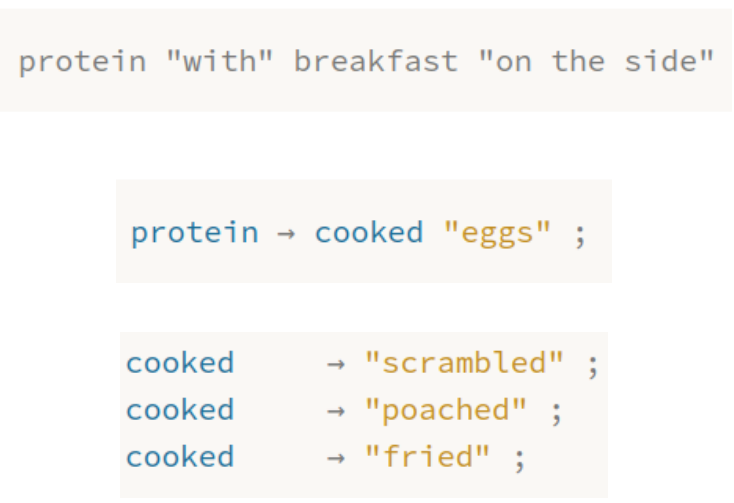 protein "with" breakfast "on the side"
protein → cooked "eggs" ;
cooked → "scrambled" ;
cooked → "poached" ;
cooked → "fried" ;